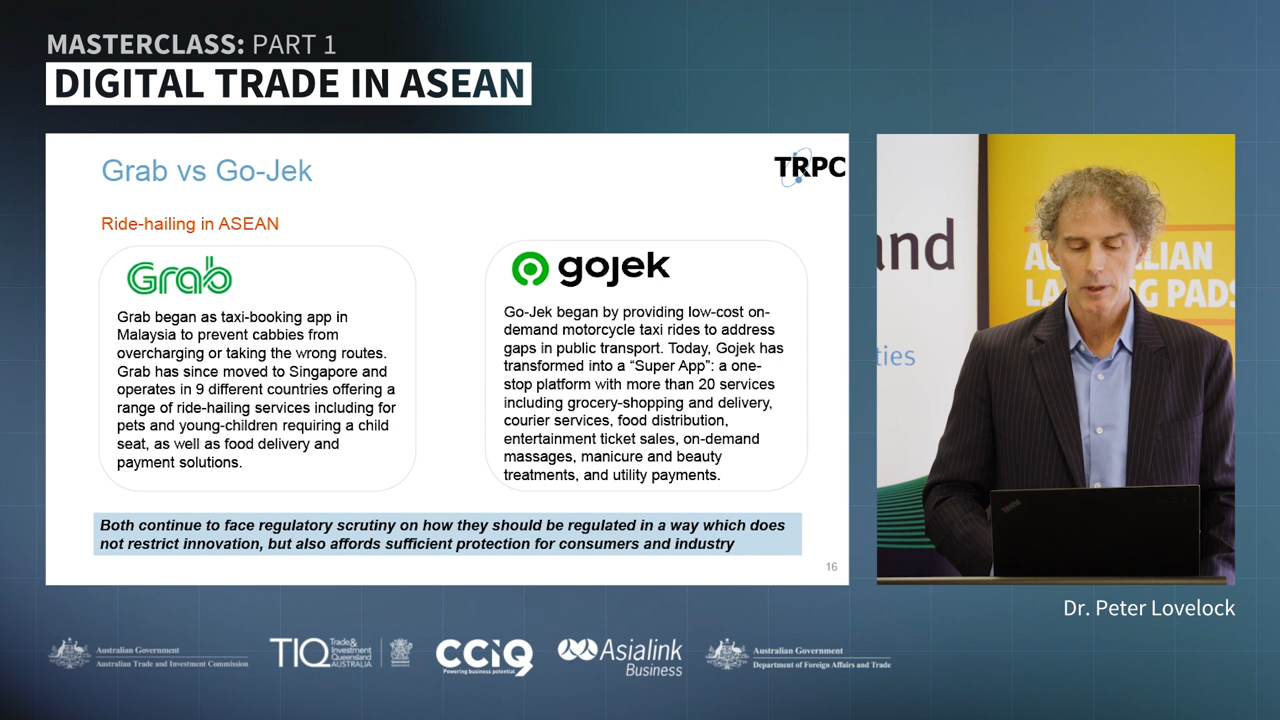 MASTERCLASS: PART 1
DIGITAL TRADE IN ASEAN
Grab vs Go-Jek
TRPC
Ride-hailing in ASEAN
Grab
Grab began as taxi-booking app in
Malaysia to prevent cabbies from
overcharging or taking the wrong routes.
Grab has since moved to Singapore and
operates in 9 different countries offering a
range of ride-hailing services including for
pets and young-children requiring a child
seat, as well as food delivery and
payment solutions.
gojek
Go-Jek began by providing low-cost on-
demand motorcycle taxi rides to address
gaps in public transport. Today, Gojek has
transformed into a “Super App”: a one-
stop platform with more than 20 services
including grocery-shopping and delivery,
courier services, food distribution,
entertainment ticket sales, on-demand
massages, manicure and beauty
treatments, and utility payments.
Both continue to face regulatory scrutiny on how they should be regulated in a way which does
not restrict innovation, but also affords sufficient protection for consumers and industry
16
and
ties
AU LIAN
LA G PADS
ThinkPad
Dr. Peter Lovelock
Australian Government
Australian Trade and Investment Commission
TIQ
Trade&
Investment
Queensland
AUSTRALIA
CCIQ
Powering business potential
Asialink
Business
Australian Government
Department of Foreign Affairs and Trade